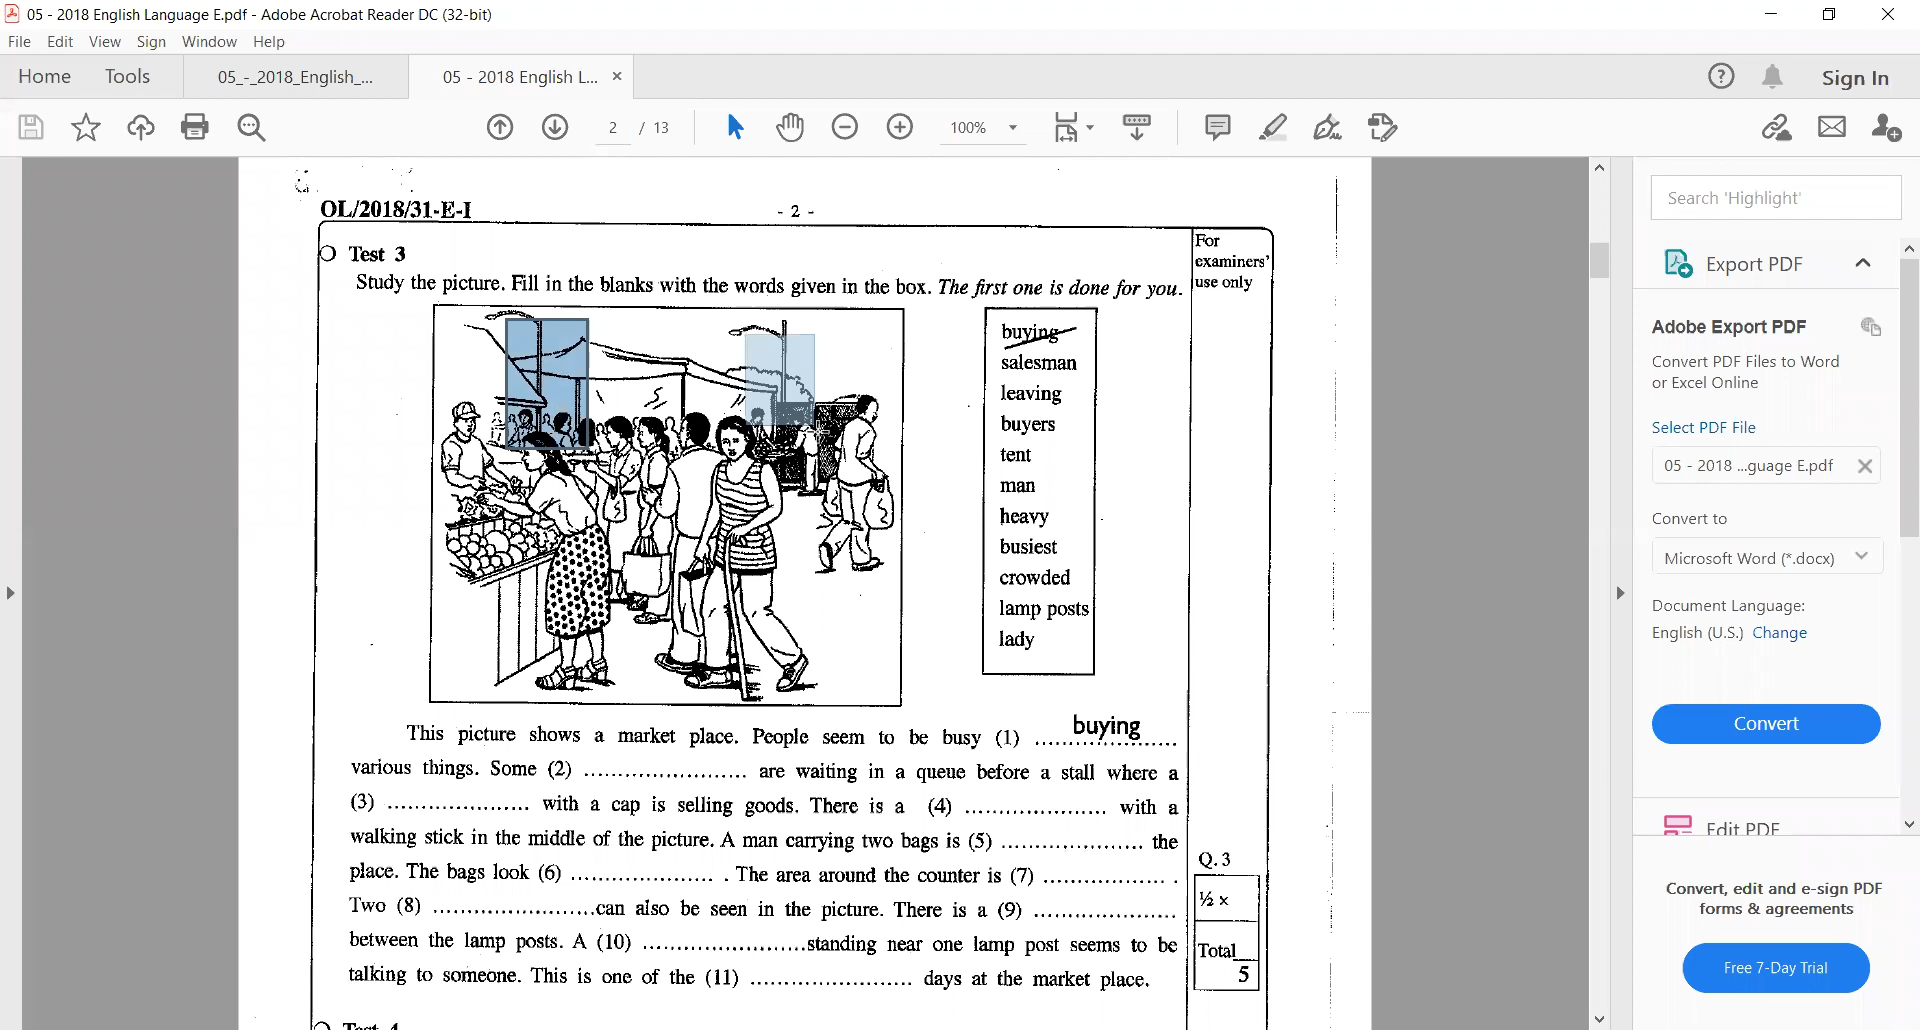 05 - 2018 English Language E.pdf - Adobe Acrobat Reader DC (32-bit)
File Edit View Sign Window Help
Home Tools 05_-_2018_English_... 05 - 2018 English L... × Sign In
2 / 13 100%
OL/2018/31-E-I - 2 -
Test 3
Study the picture. Fill in the blanks with the words given in the box. The first one is done for you.
For
examiners'
use only
buying
salesman
leaving
buyers
tent
man
heavy
busiest
crowded
lamp posts
lady
This picture shows a market place. People seem to be busy (1) ..... buying .....
various things. Some (2) ........................ are waiting in a queue before a stall where a
(3) ..................... with a cap is selling goods. There is a (4) ..................... with a
walking stick in the middle of the picture. A man carrying two bags is (5) ..................... the
place. The bags look (6) ..................... . The area around the counter is (7) .................. .
Two (8) ........................can also be seen in the picture. There is a (9) .....................
between the lamp posts. A (10) ........................standing near one lamp post seems to be
talking to someone. This is one of the (11) ........................ days at the market place.
Q.3
½ x
Total
5
Test 4
Search 'Highlight'
Export PDF
Adobe Export PDF
Convert PDF Files to Word
or Excel Online
Select PDF File
05 - 2018 ...guage E.pdf
Convert to
Microsoft Word (*.docx)
Document Language:
English (U.S.) Change
Convert
Edit PDF
Convert, edit and e-sign PDF
forms & agreements
Free 7-Day Trial